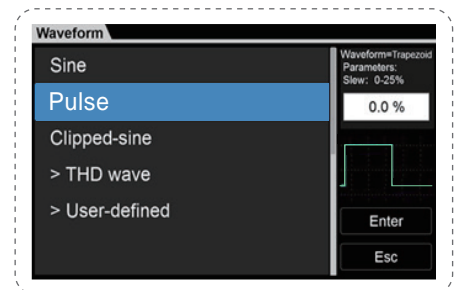 Waveform
Sine
Pulse
Clipped-sine
> THD wave
> User-defined
Waveform=Trapezoid
Parameters:
Slew: 0-25%
0.0 %
Enter
Esc